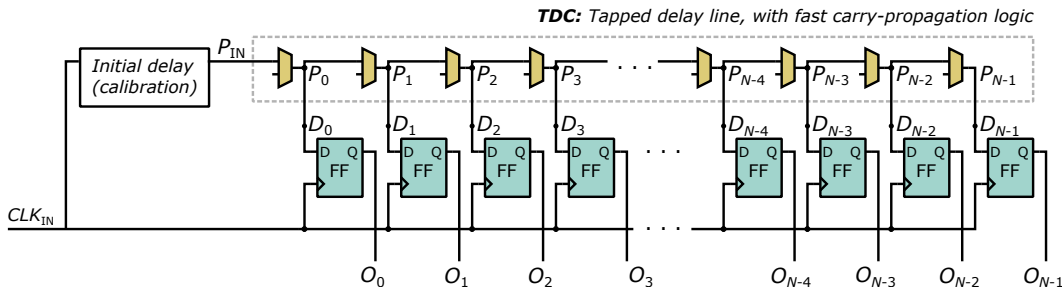 TDC: Tapped delay line, with fast carry-propagation logic
P_IN
Initial delay
(calibration)
P_0 P_1 P_2 P_3 . . . P_N-4 P_N-3 P_N-2 P_N-1
D_0 D_1 D_2 D_3 D_N-4 D_N-3 D_N-2 D_N-1
D Q D Q D Q D Q . . . D Q D Q D Q D Q
FF FF FF FF FF FF FF FF
CLK_IN
. . .
O_0 O_1 O_2 O_3 O_N-4 O_N-3 O_N-2 O_N-1